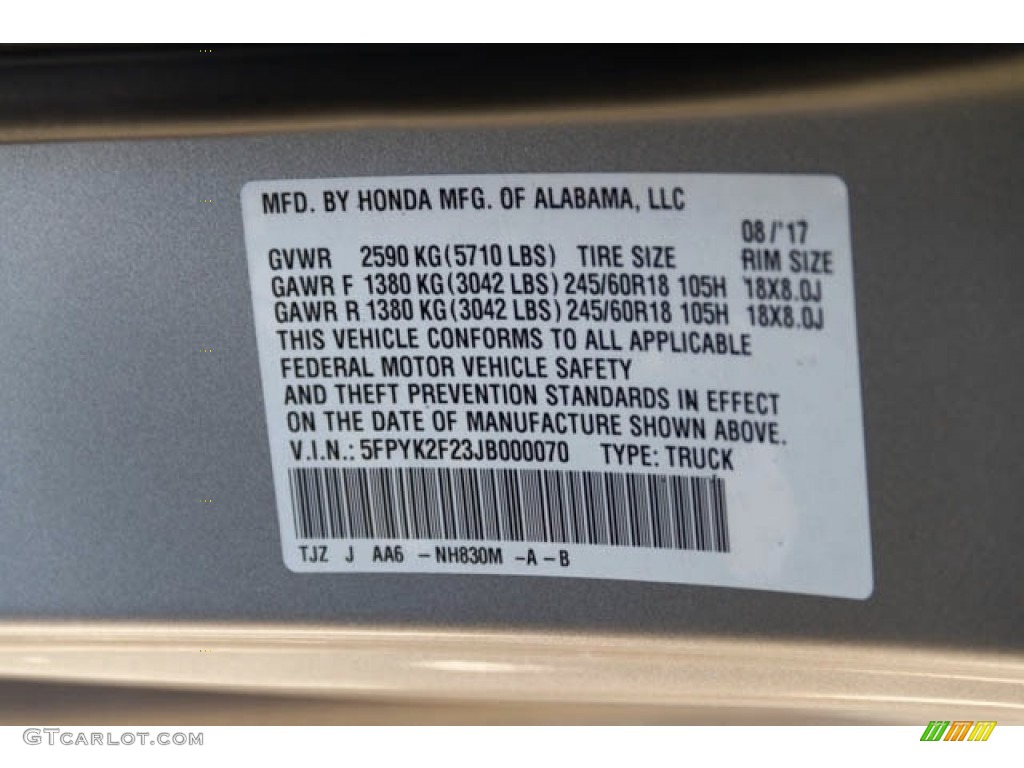 MFD. BY HONDA MFG. OF ALABAMA, LLC
08/'17
GVWR 2590 KG(5710 LBS) TIRE SIZE RIM SIZE
GAWR F 1380 KG(3042 LBS) 245/60R18 105H 18X8.0J
GAWR R 1380 KG(3042 LBS) 245/60R18 105H 18X8.0J
THIS VEHICLE CONFORMS TO ALL APPLICABLE
FEDERAL MOTOR VEHICLE SAFETY
AND THEFT PREVENTION STANDARDS IN EFFECT
ON THE DATE OF MANUFACTURE SHOWN ABOVE.
V.I.N.: 5FPYK2F23JB000070 TYPE: TRUCK
TJZ J AA6 -NH830M -A-B
GTcarlot.com